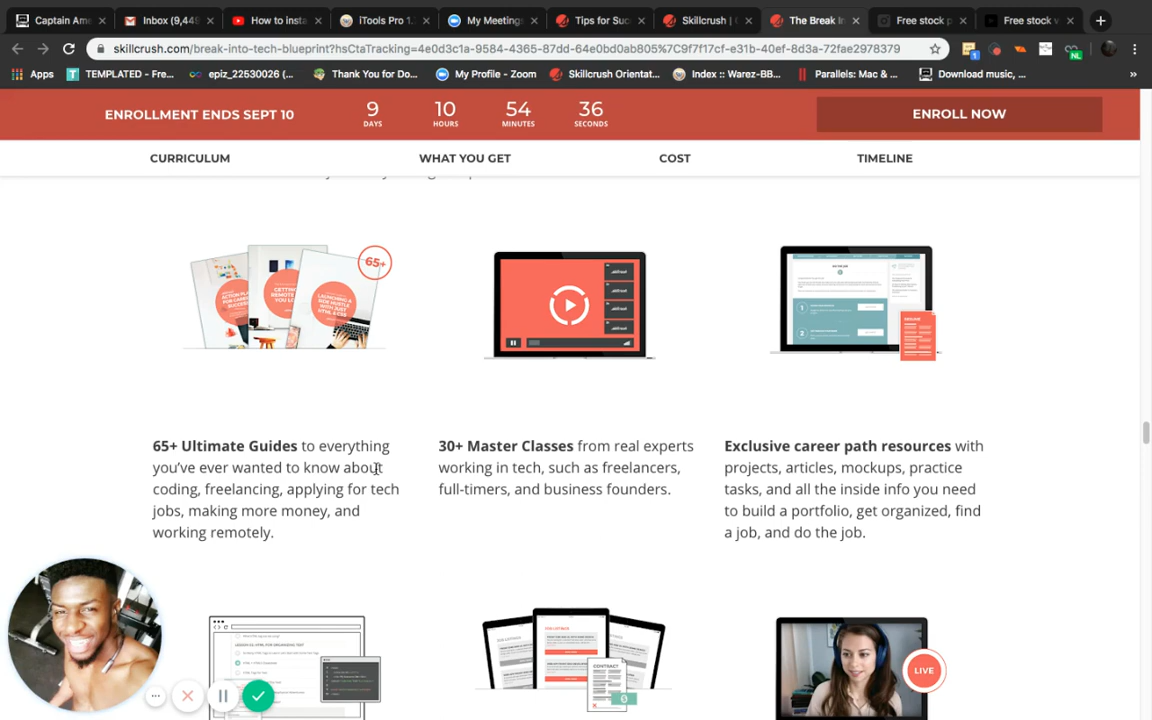 Captain Ame
Inbox (9,44
How to insta
iTools Pro 1.
My Meetings
Tips for Suc
Skillcrush |
The Break In
Free stock p
Free stock v
skillcrush.com/break-into-tech-blueprint?hsCtaTracking=4e0d3c1a-9584-4365-87dd-64e0bd0ab805%7C9f7f17cf-e31b-40ef-8d3a-72fae2978379
Apps
TEMPLATED - Fre...
epiz_22530026 (...
Thank You for Do...
My Profile - Zoom
Skillcrush Orientat...
Index :: Warez-BB...
Parallels: Mac &...
Download music,...
ENROLLMENT ENDS SEPT 10
9 10 54 36
DAYS HOURS MINUTES SECONDS
ENROLL NOW
CURRICULUM WHAT YOU GET COST TIMELINE
65+
65+ Ultimate Guides to everything
you've ever wanted to know about
coding, freelancing, applying for tech
jobs, making more money, and
working remotely.
30+ Master Classes from real experts
working in tech, such as freelancers,
full-timers, and business founders.
Exclusive career path resources with
projects, articles, mockups, practice
tasks, and all the inside info you need
to build a portfolio, get organized, find
a job, and do the job.
CONTRACT
LIVE